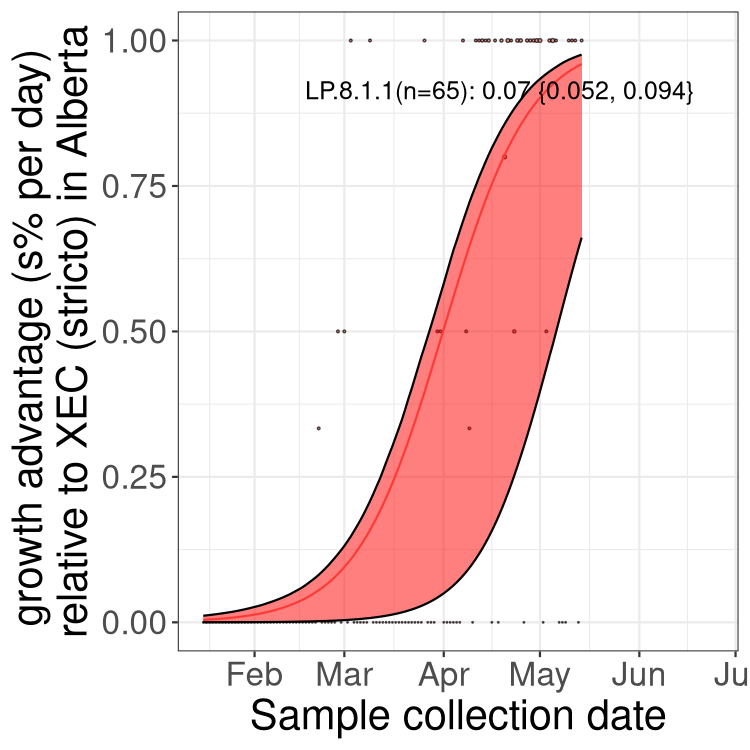 growth advantage (s% per day)
relative to XEC (stricto) in Alberta
1.00
0.75
0.50
0.25
0.00
LP.8.1.1(n=65): 0.07 {0.052, 0.094}
Feb Mar Apr May Jun Ju
Sample collection date